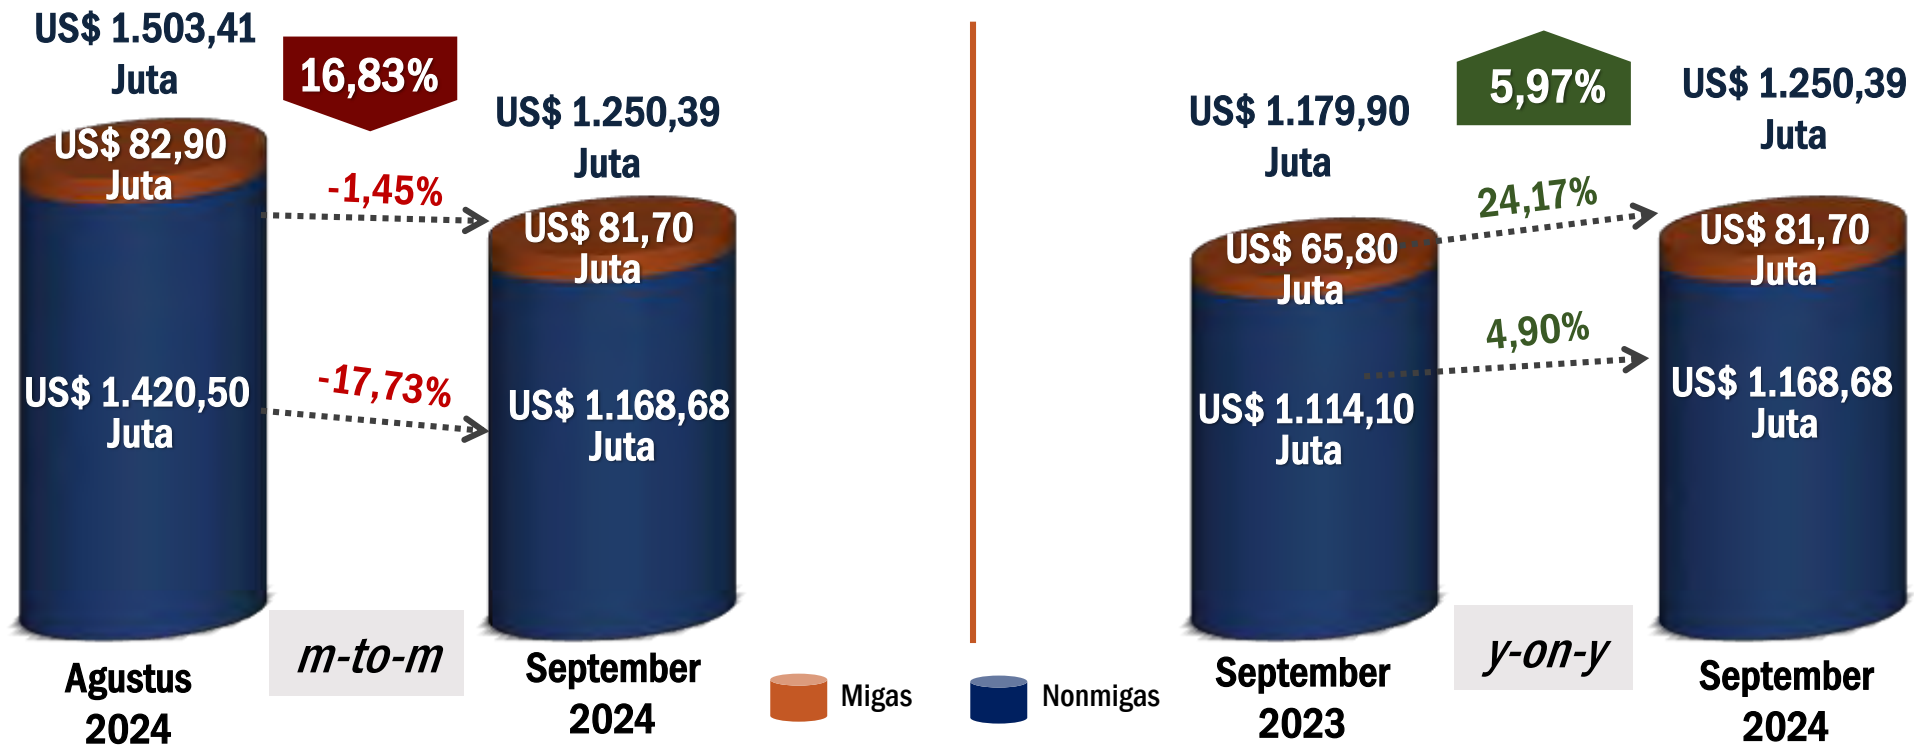 US$ 1.503,41
Juta
16,83%
US$ 1.250,39
Juta
US$ 82,90
Juta
-1,45%
US$ 81,70
Juta
US$ 1.420,50
Juta
-17,73%
US$ 1.168,68
Juta
Agustus
2024
m-to-m
September
2024
Migas
Nonmigas
US$ 1.179,90
Juta
5,97%
US$ 1.250,39
Juta
US$ 65,80
Juta
24,17%
US$ 81,70
Juta
US$ 1.114,10
Juta
4,90%
US$ 1.168,68
Juta
September
2023
y-on-y
September
2024